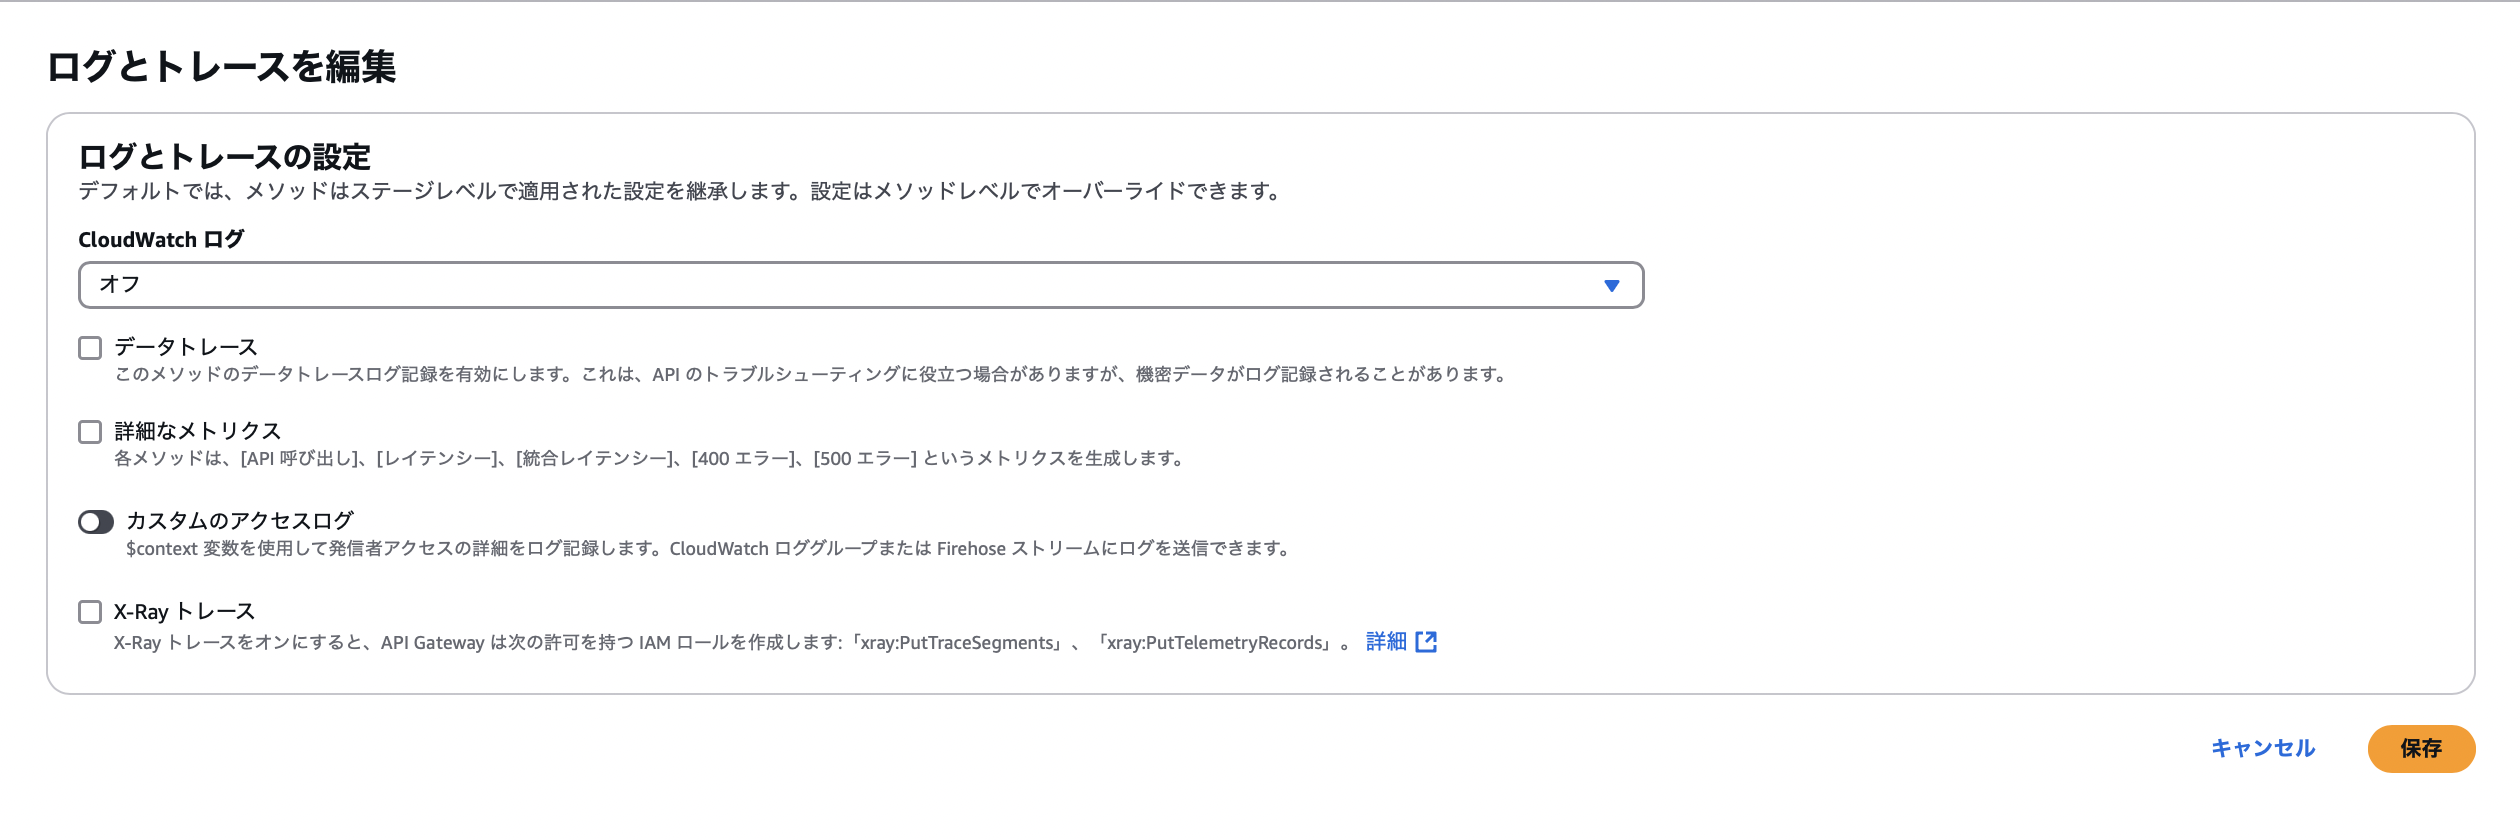 ログとトレースを編集
ログとトレースの設定
デフォルトでは、メソッドはステージレベルで適用された設定を継承します。設定はメソッドレベルでオーバーライドできます。
CloudWatch ログ
オフ
データトレース
このメソッドのデータトレースログ記録を有効にします。これは、API のトラブルシューティングに役立つ場合がありますが、機密データがログ記録されることがあります。
詳細なメトリクス
各メソッドは、[API 呼び出し]、[レイテンシー]、[統合レイテンシー]、[400 エラー]、[500 エラー] というメトリクスを生成します。
カスタムのアクセスログ
$context 変数を使用して発信者アクセスの詳細をログ記録します。CloudWatch ロググループまたは Firehose ストリームにログを送信できます。
X-Ray トレース
X-Ray トレースをオンにすると、API Gateway は次の許可を持つ IAM ロールを作成します:「xray:PutTraceSegments」、「xray:PutTelemetryRecords」。 詳細
キャンセル 保存